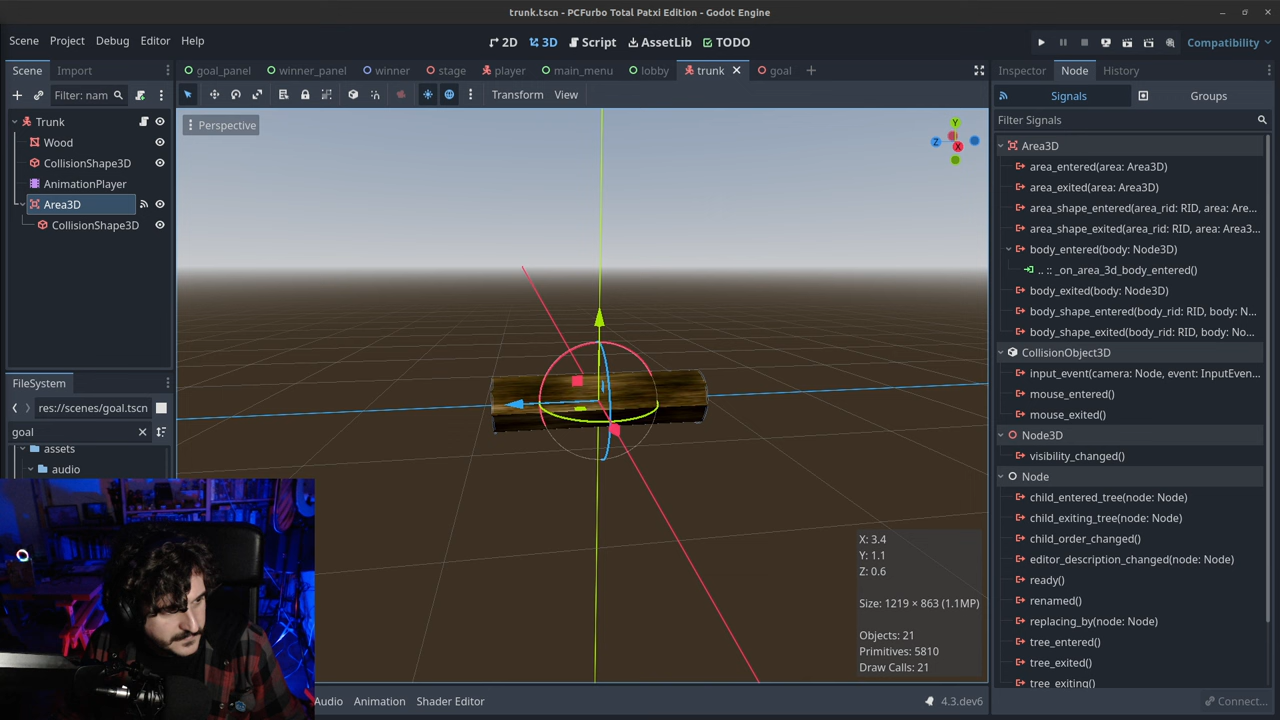 trunk.tscn - PCFurbo Total Patxi Edition - Godot Engine
Scene Project Debug Editor Help
2D 3D Script AssetLib TODO
Compatibility
Scene Import
goal_panel winner_panel winner stage player main_menu lobby trunk goal
Inspector Node History
Filter: nam
Transform View
Signals Groups
Filter Signals
Perspective
Y
Z
X
Trunk
Wood
CollisionShape3D
AnimationPlayer
Area3D
CollisionShape3D
Area3D
area_entered(area: Area3D)
area_exited(area: Area3D)
area_shape_entered(area_rid: RID, area: Are...
area_shape_exited(area_rid: RID, area: Area3...
body_entered(body: Node3D)
.. :: _on_area_3d_body_entered()
body_exited(body: Node3D)
body_shape_entered(body_rid: RID, body: N...
body_shape_exited(body_rid: RID, body: No...
CollisionObject3D
input_event(camera: Node, event: InputEven...
mouse_entered()
mouse_exited()
Node3D
visibility_changed()
Node
child_entered_tree(node: Node)
child_exiting_tree(node: Node)
child_order_changed()
editor_description_changed(node: Node)
ready()
renamed()
replacing_by(node: Node)
tree_entered()
tree_exited()
tree_exiting()
Connect...
FileSystem
res://scenes/goal.tscn
goal
assets
audio
X: 3.4
Y: 1.1
Z: 0.6
Size: 1219 × 863 (1.1MP)
Objects: 21
Primitives: 5810
Draw Calls: 21
Audio Animation Shader Editor
4.3.dev6